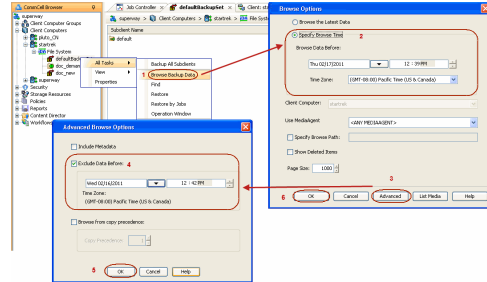 CommCell Browser
Job Controller
defaultBackupSet
Client: st
superway
Client Computer Groups
Client Computers
pluto_CN
startrek
File System
defaultBac
doc_deman
doc_new
superway
Security
Storage Resources
Policies
Reports
Content Director
Workflow
superway > Client Computers > startrek > File Syst
Subclient Name
default
All Tasks
View
Properties
Backup All Subclients
1 Browse Backup Data
Find
Restore
Restore by Jobs
Operation Window
Browse Options
Browse the Latest Data
Specify Browse Time 2
Browse Data Before:
Thu 02/17/2011
12 : 39 PM
Time Zone:
(GMT-08:00) Pacific Time (US & Canada)
Client Computer: startrek
Use MediaAgent
<ANY MEDIAAGENT>
Specify Browse Path:
Show Deleted Items
Page Size: 1000
3
6 OK Cancel Advanced List Media Help
Advanced Browse Options
Include Metadata
Exclude Data Before: 4
Wed 02/16/2011
12 : 42 PM
Time Zone:
(GMT-08:00) Pacific Time (US & Canada)
Browse from copy precedence:
Copy Precedence: 1
5 OK Cancel Help